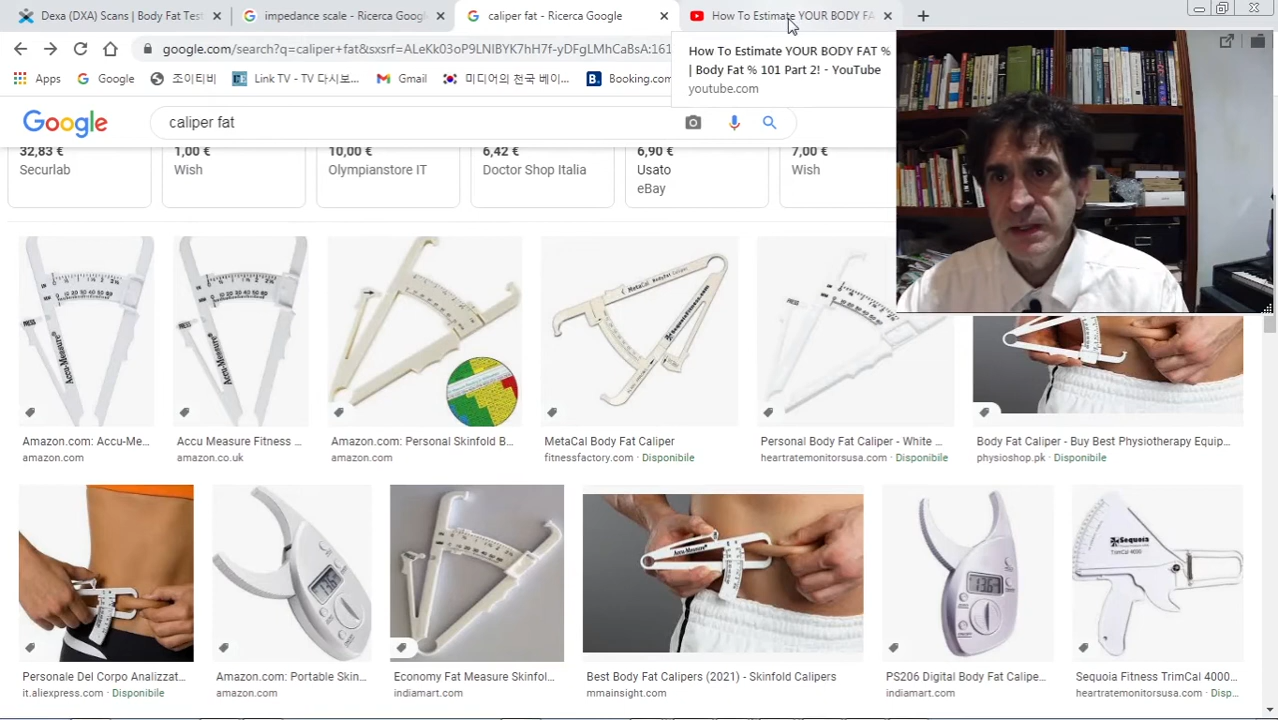 Dexa (DXA) Scans | Body Fat Test
impedance scale - Ricerca Google
caliper fat - Ricerca Google
How To Estimate YOUR BODY FA
google.com/search?q=caliper+fat&sxsrf=ALeKk03oP9LNIBYK7hH7f-yDFgLMhCaBsA:161
Apps
Google
조이티비
Link TV - TV 다시보...
Gmail
미디어의 천국 베이...
Booking.com
How To Estimate YOUR BODY FAT %
| Body Fat % 101 Part 2! - YouTube
youtube.com
Google
caliper fat
32,83 €
Securlab
1,00 €
Wish
10,00 €
Olympianstore IT
6,42 €
Doctor Shop Italia
6,90 €
Usato
eBay
7,00 €
Wish
Amazon.com: Accu-Me...
amazon.com
Accu Measure Fitness ...
amazon.co.uk
Amazon.com: Personal Skinfold B...
amazon.com
MetaCal Body Fat Caliper
fitnessfactory.com · Disponibile
Personal Body Fat Caliper - White ...
heartratemonitorsusa.com · Disponibile
Body Fat Caliper - Buy Best Physiotherapy Equip...
physioshop.pk · Disponibile
Personale Del Corpo Analizzat...
it.aliexpress.com · Disponibile
Amazon.com: Portable Skin...
amazon.com
Economy Fat Measure Skinfol...
indiamart.com
Best Body Fat Calipers (2021) - Skinfold Calipers
mmainsight.com
PS206 Digital Body Fat Calipe...
indiamart.com
Sequoia Fitness TrimCal 4000...
heartratemonitorsusa.com · Disp...